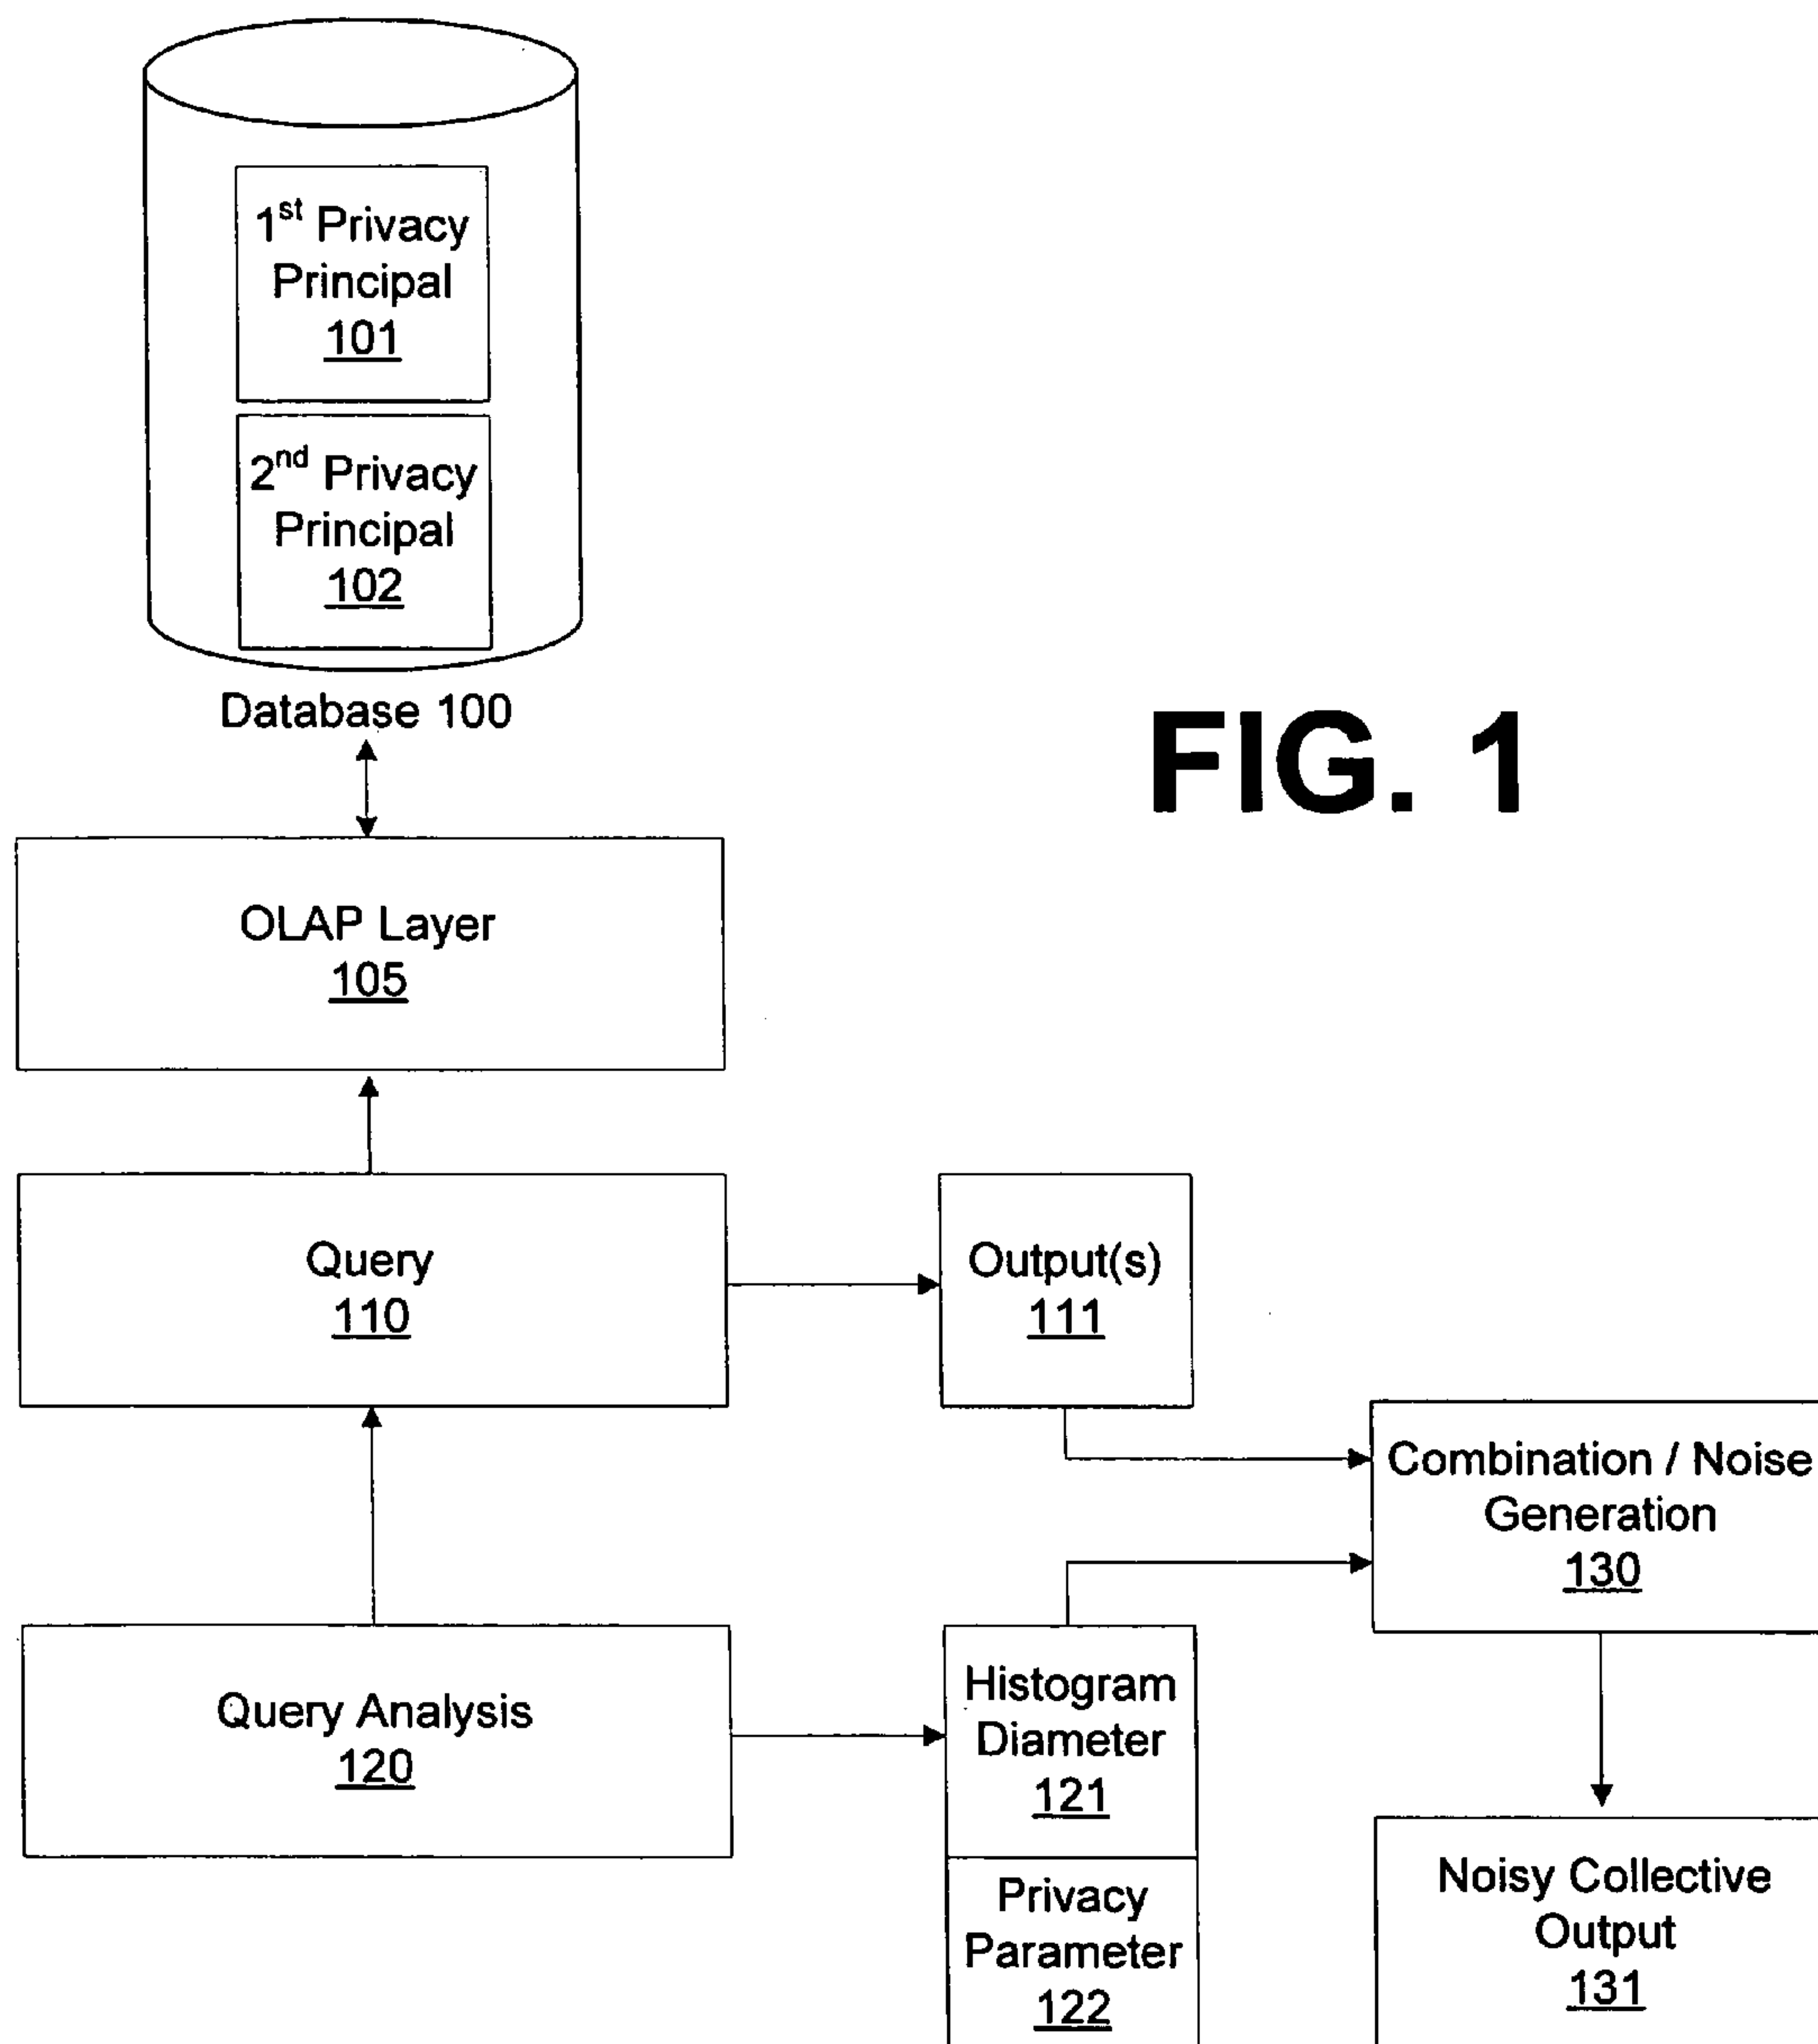 1st Privacy
Principal
101
2nd Privacy
Principal
102
Database 100
FIG. 1
OLAP Layer
105
Query
110
Output(s)
111
Combination / Noise
Generation
130
Query Analysis
120
Histogram
Diameter
121
Privacy
Parameter
122
Noisy Collective
Output
131